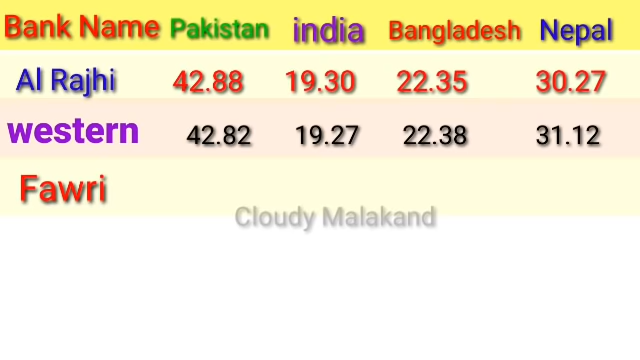 Bank Name Pakistan india Bangladesh Nepal
Al Rajhi 42.88 19.30 22.35 30.27
western 42.82 19.27 22.38 31.12
Fawri
Cloudy Malakand